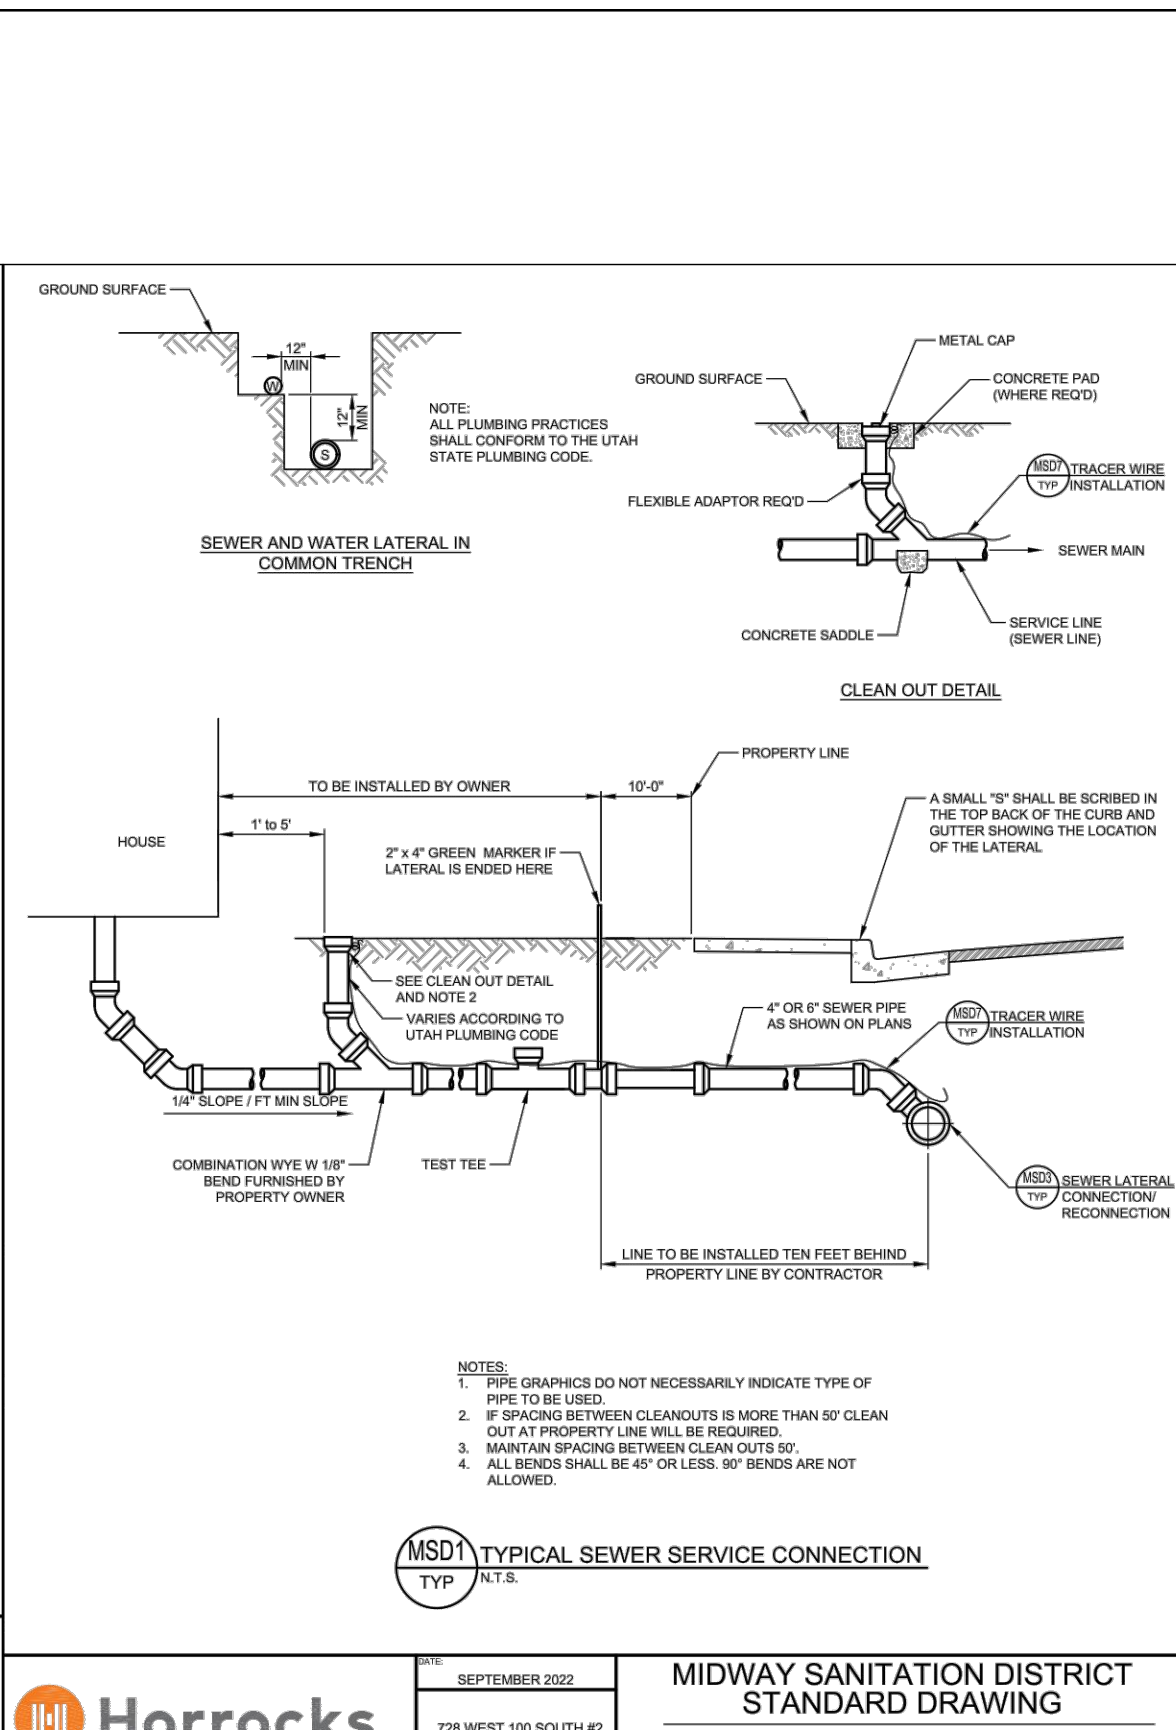 GROUND SURFACE
12"
MIN
W
12"
MIN
S
NOTE:
ALL PLUMBING PRACTICES
SHALL CONFORM TO THE UTAH
STATE PLUMBING CODE.
SEWER AND WATER LATERAL IN
COMMON TRENCH
METAL CAP
GROUND SURFACE
CONCRETE PAD
(WHERE REQ'D)
MSD7
TYP
TRACER WIRE
INSTALLATION
FLEXIBLE ADAPTOR REQ'D
SEWER MAIN
SERVICE LINE
(SEWER LINE)
CONCRETE SADDLE
CLEAN OUT DETAIL
PROPERTY LINE
TO BE INSTALLED BY OWNER
10'-0"
A SMALL "S" SHALL BE SCRIBED IN
THE TOP BACK OF THE CURB AND
GUTTER SHOWING THE LOCATION
OF THE LATERAL
1' to 5'
HOUSE
2" x 4" GREEN MARKER IF
LATERAL IS ENDED HERE
SEE CLEAN OUT DETAIL
AND NOTE 2
VARIES ACCORDING TO
UTAH PLUMBING CODE
4" OR 6" SEWER PIPE
AS SHOWN ON PLANS
MSD7
TYP
TRACER WIRE
INSTALLATION
1/4" SLOPE / FT MIN SLOPE
COMBINATION WYE W 1/8"
BEND FURNISHED BY
PROPERTY OWNER
TEST TEE
MSD3
TYP
SEWER LATERAL
CONNECTION/
RECONNECTION
LINE TO BE INSTALLED TEN FEET BEHIND
PROPERTY LINE BY CONTRACTOR
NOTES:
1. PIPE GRAPHICS DO NOT NECESSARILY INDICATE TYPE OF
PIPE TO BE USED.
2. IF SPACING BETWEEN CLEANOUTS IS MORE THAN 50' CLEAN
OUT AT PROPERTY LINE WILL BE REQUIRED.
3. MAINTAIN SPACING BETWEEN CLEAN OUTS 50'.
4. ALL BENDS SHALL BE 45° OR LESS. 90° BENDS ARE NOT
ALLOWED.
MSD1
TYP
TYPICAL SEWER SERVICE CONNECTION
N.T.S.
Horrocks
DATE:
SEPTEMBER 2022
728 WEST 100 SOUTH #2
MIDWAY SANITATION DISTRICT
STANDARD DRAWING